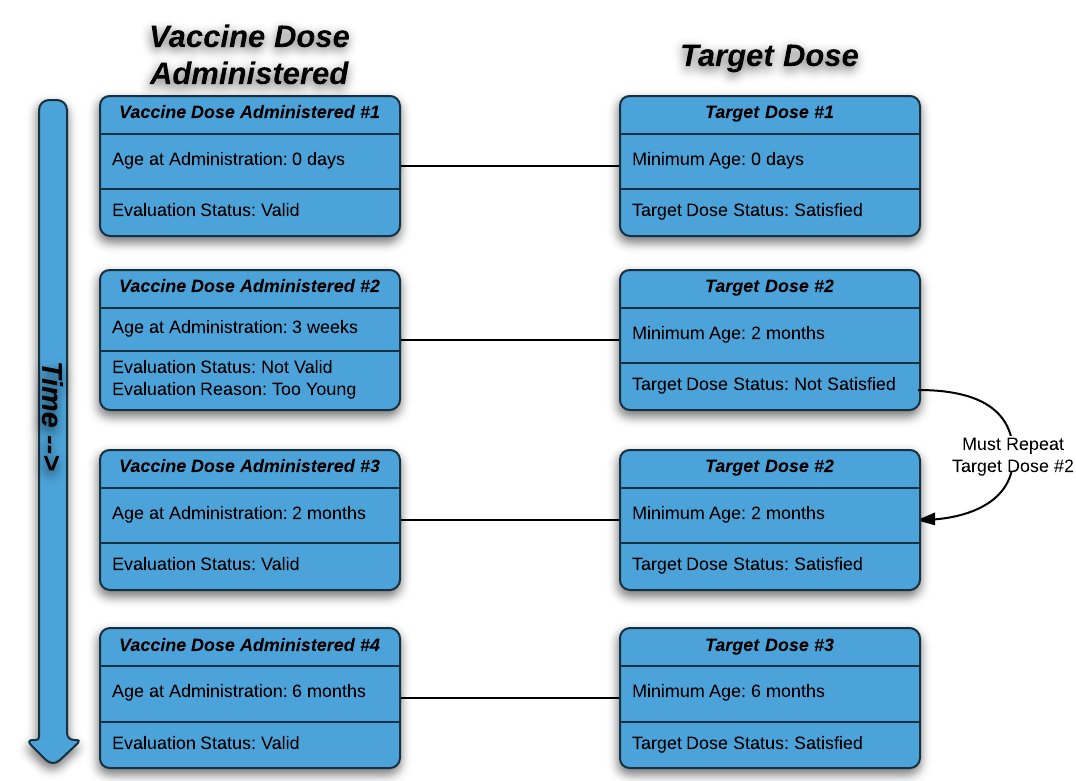 Vaccine Dose
Administered
Target Dose
Time -->
Vaccine Dose Administered #1
Age at Administration: 0 days
Evaluation Status: Valid
Target Dose #1
Minimum Age: 0 days
Target Dose Status: Satisfied
Vaccine Dose Administered #2
Age at Administration: 3 weeks
Evaluation Status: Not Valid
Evaluation Reason: Too Young
Target Dose #2
Minimum Age: 2 months
Target Dose Status: Not Satisfied
Must Repeat
Target Dose #2
Vaccine Dose Administered #3
Age at Administration: 2 months
Evaluation Status: Valid
Target Dose #2
Minimum Age: 2 months
Target Dose Status: Satisfied
Vaccine Dose Administered #4
Age at Administration: 6 months
Evaluation Status: Valid
Target Dose #3
Minimum Age: 6 months
Target Dose Status: Satisfied